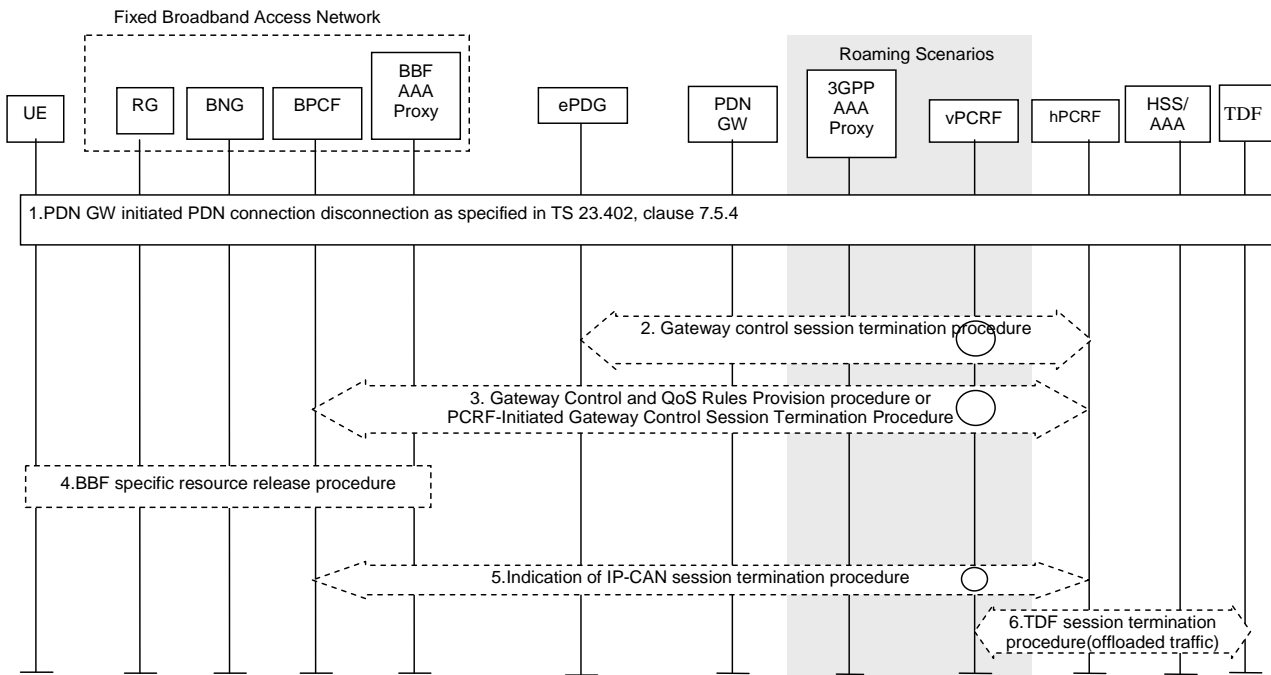 Fixed Broadband Access Network
Roaming Scenarios
UE
RG
BNG
BPCF
BBF
AAA
Proxy
ePDG
PDN
GW
3GPP
AAA
Proxy
vPCRF
hPCRF
HSS/
AAA
TDF
1.PDN GW initiated PDN connection disconnection as specified in TS 23.402, clause 7.5.4
2. Gateway control session termination procedure
3. Gateway Control and QoS Rules Provision procedure or
PCRF-Initiated Gateway Control Session Termination Procedure
4.BBF specific resource release procedure
5.Indication of IP-CAN session termination procedure
6.TDF session termination
procedure(offloaded traffic)